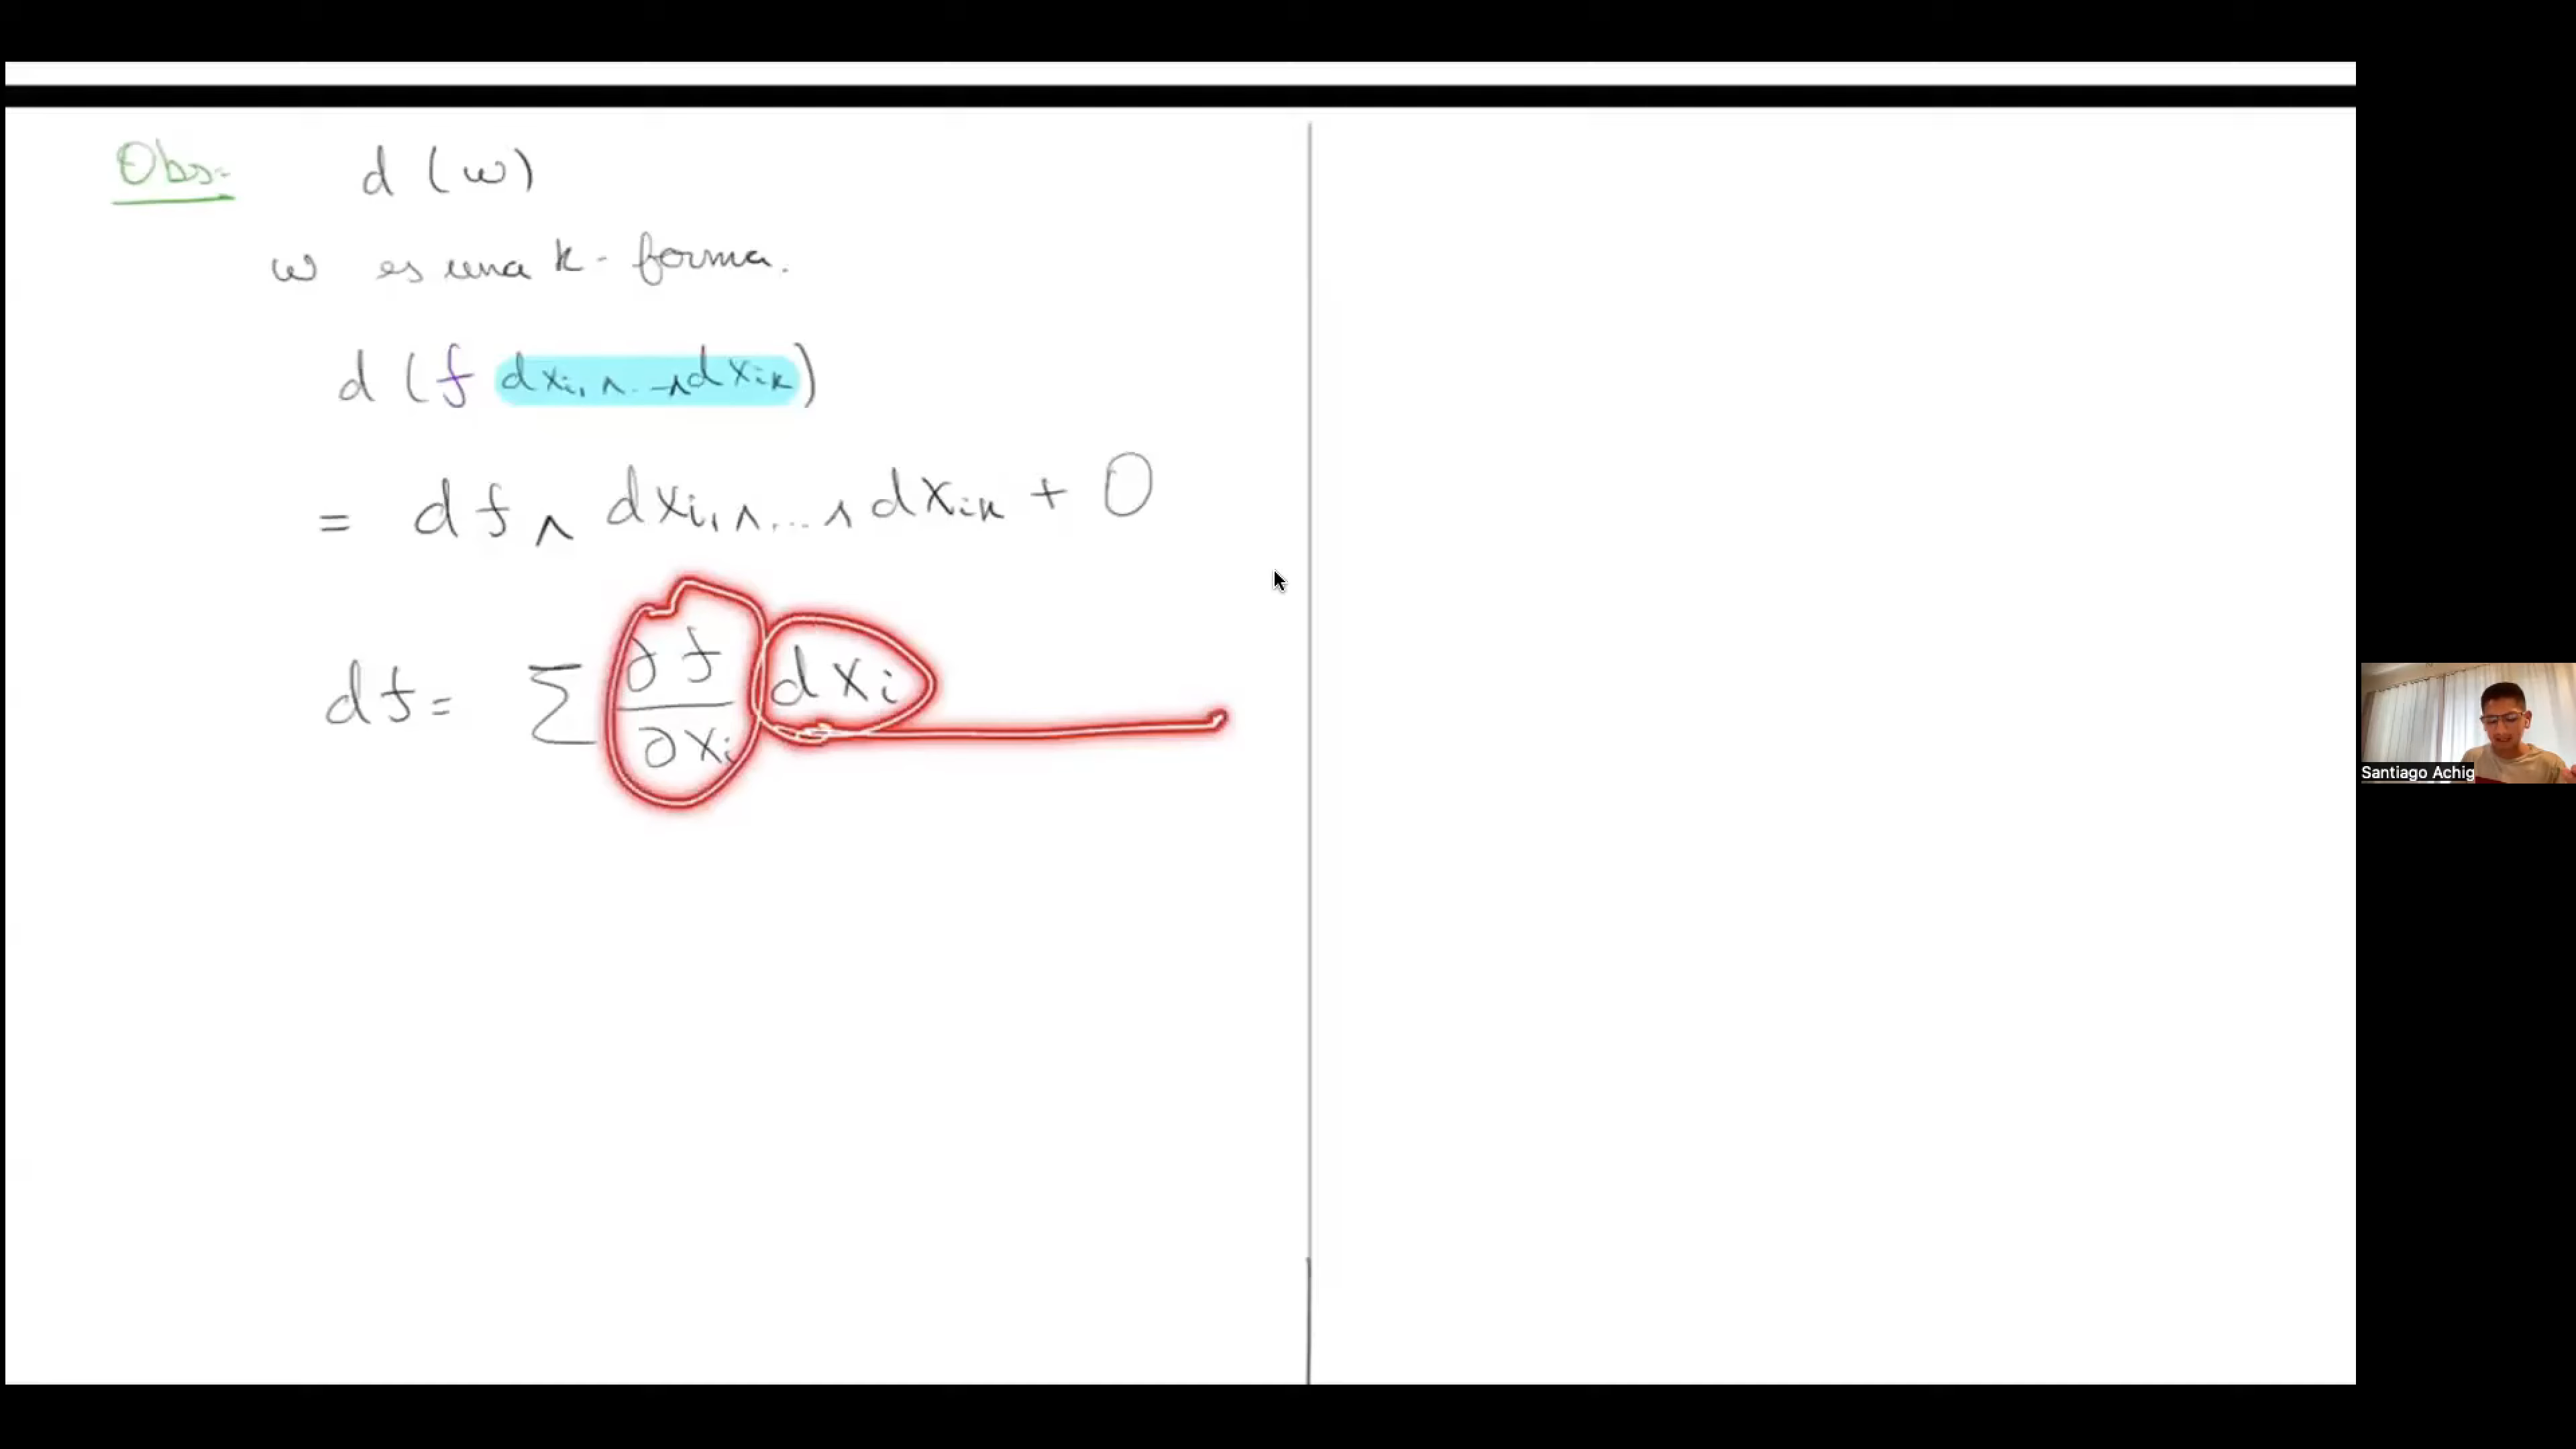 Obs:- d (w)
w es una k - forma.
d (f dxi₁ ∧ ... ∧ dxiₖ)
= df ∧ dxi₁ ∧ ... ∧ dxiₖ + 0
df = Σ ∂f/∂xi dxi
Santiago Achig